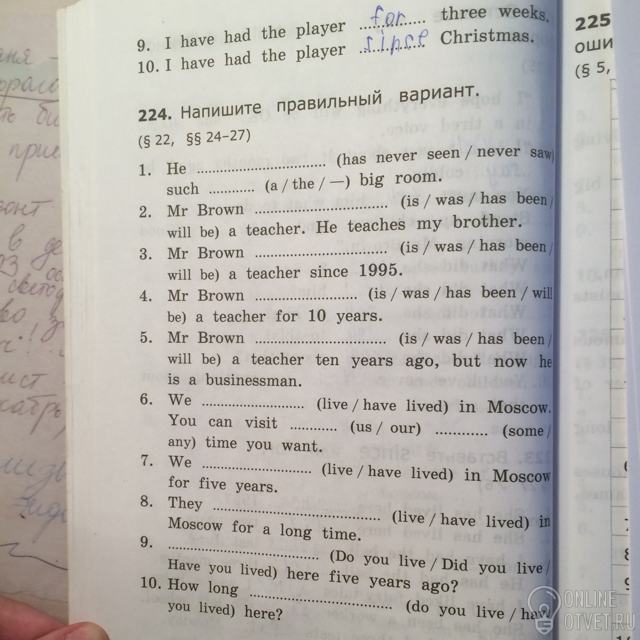 9. I have had the player ...for... three weeks.
10. I have had the player ...since... Christmas.
224. Напишите правильный вариант.
(§ 22, §§ 24–27)
1. He .............................. (has never seen / never saw)
such ........... (a / the / —) big room.
2. Mr Brown .............................. (is / was / has been /
will be) a teacher. He teaches my brother.
3. Mr Brown .............................. (is / was / has been /
will be) a teacher since 1995.
4. Mr Brown ....................... (is / was / has been / will
be) a teacher for 10 years.
5. Mr Brown .............................. (is / was / has been /
will be) a teacher ten years ago, but now he
is a businessman.
6. We ........................ (live / have lived) in Moscow.
You can visit ........... (us / our) ............ (some /
any) time you want.
7. We .............................. (live / have lived) in Moscow
for five years.
8. They ........................................ (live / have lived) in
Moscow for a long time.
9. ................................... (Do you live / Did you live /
Have you lived) here five years ago?
10. How long .............................. (do you live / have
you lived) here?
225
оши
(§ 5,
ONLINE
OTVET.RU